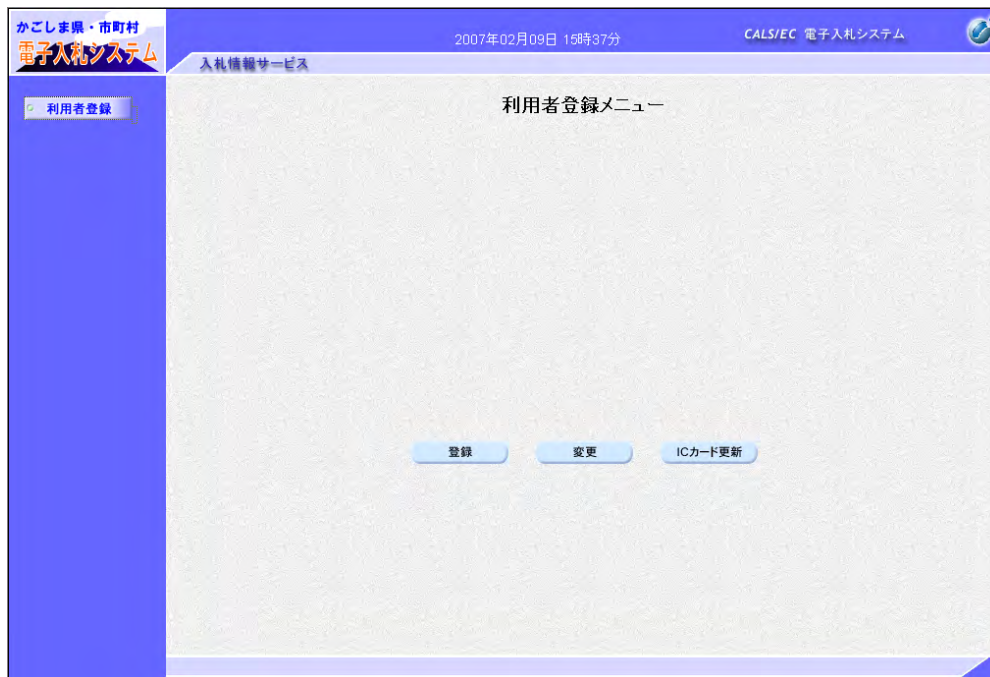 かごしま県・市町村
電子入札システム
2007年02月09日 15時37分
CALS/EC 電子入札システム
入札情報サービス
利用者登録
利用者登録メニュー
登録
変更
ICカード更新